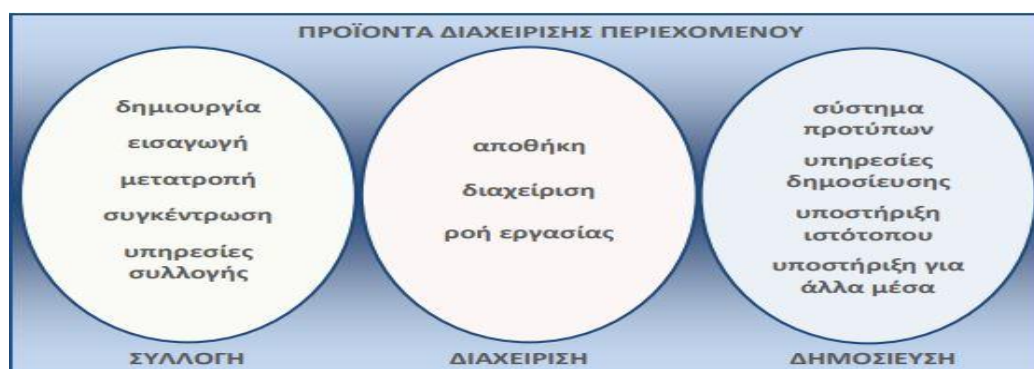 ΠΡΟΪΟΝΤΑ ΔΙΑΧΕΙΡΙΣΗΣ ΠΕΡΙΕΧΟΜΕΝΟΥ
δημιουργία
εισαγωγή
μετατροπή
συγκέντρωση
υπηρεσίες
συλλογής
ΣΥΛΛΟΓΗ
αποθήκη
διαχείριση
ροή εργασίας
ΔΙΑΧΕΙΡΙΣΗ
σύστημα
προτύπων
υπηρεσίες
δημοσίευσης
υποστήριξη
ιστότοπου
υποστήριξη για
άλλα μέσα
ΔΗΜΟΣΙΕΥΣΗ